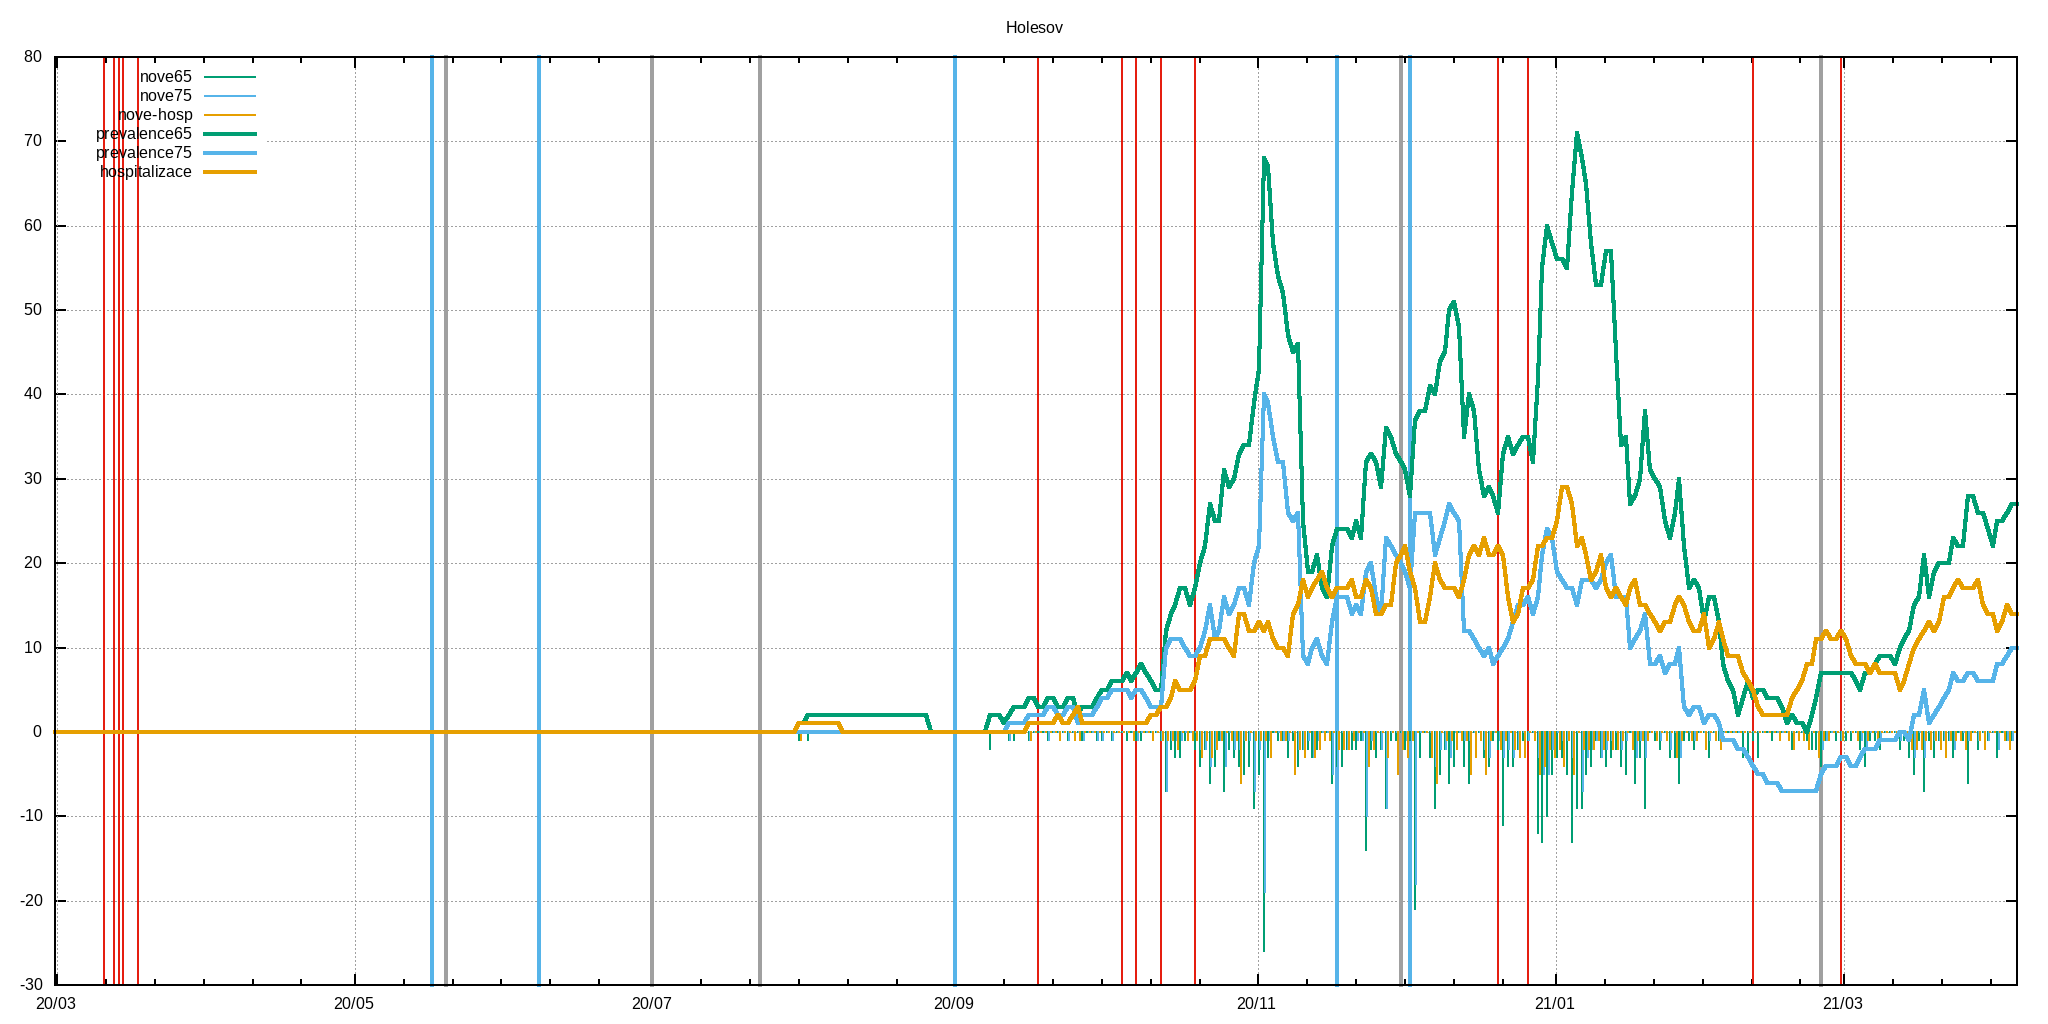 Holesov
80
nove65
nove75
nove-hosp
prevalence65
prevalence75
hospitalizace
70
60
50
40
30
20
10
0
-10
-20
-30
20/03 20/05 20/07 20/09 20/11 21/01 21/03